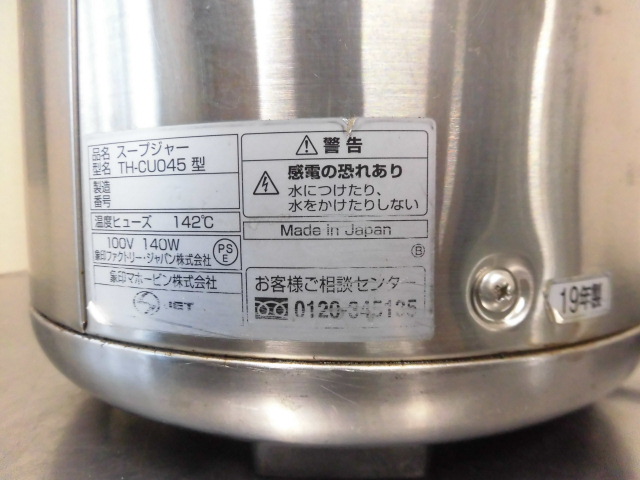 品名 スープジャー
型名 TH-CU045 型
製造
番号
温度ヒューズ 142℃
100V 140W
PS
E
象印ファクトリー・ジャパン株式会社
象印マホービン株式会社
JET
警告
感電の恐れあり
水につけたり、
水をかけたりしない
Made in Japan
B
お客様ご相談センター
0120-345135
19年製